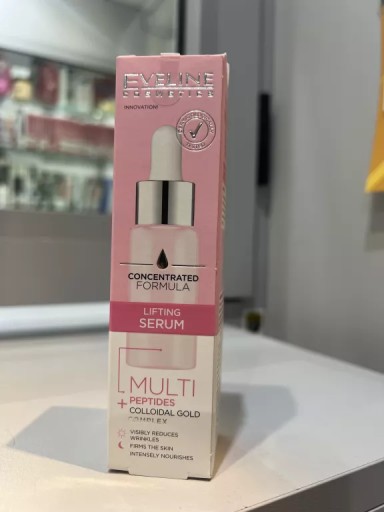 EVELINE
COSMETICS
INNOVATION!
CONCENTRATED
FORMULA
LIFTING
SERUM
MULTI
+ PEPTIDES
COLLOIDAL GOLD
COMPLEX
VISIBLY REDUCES
WRINKLES
FIRMS THE SKIN
INTENSELY NOURISHES